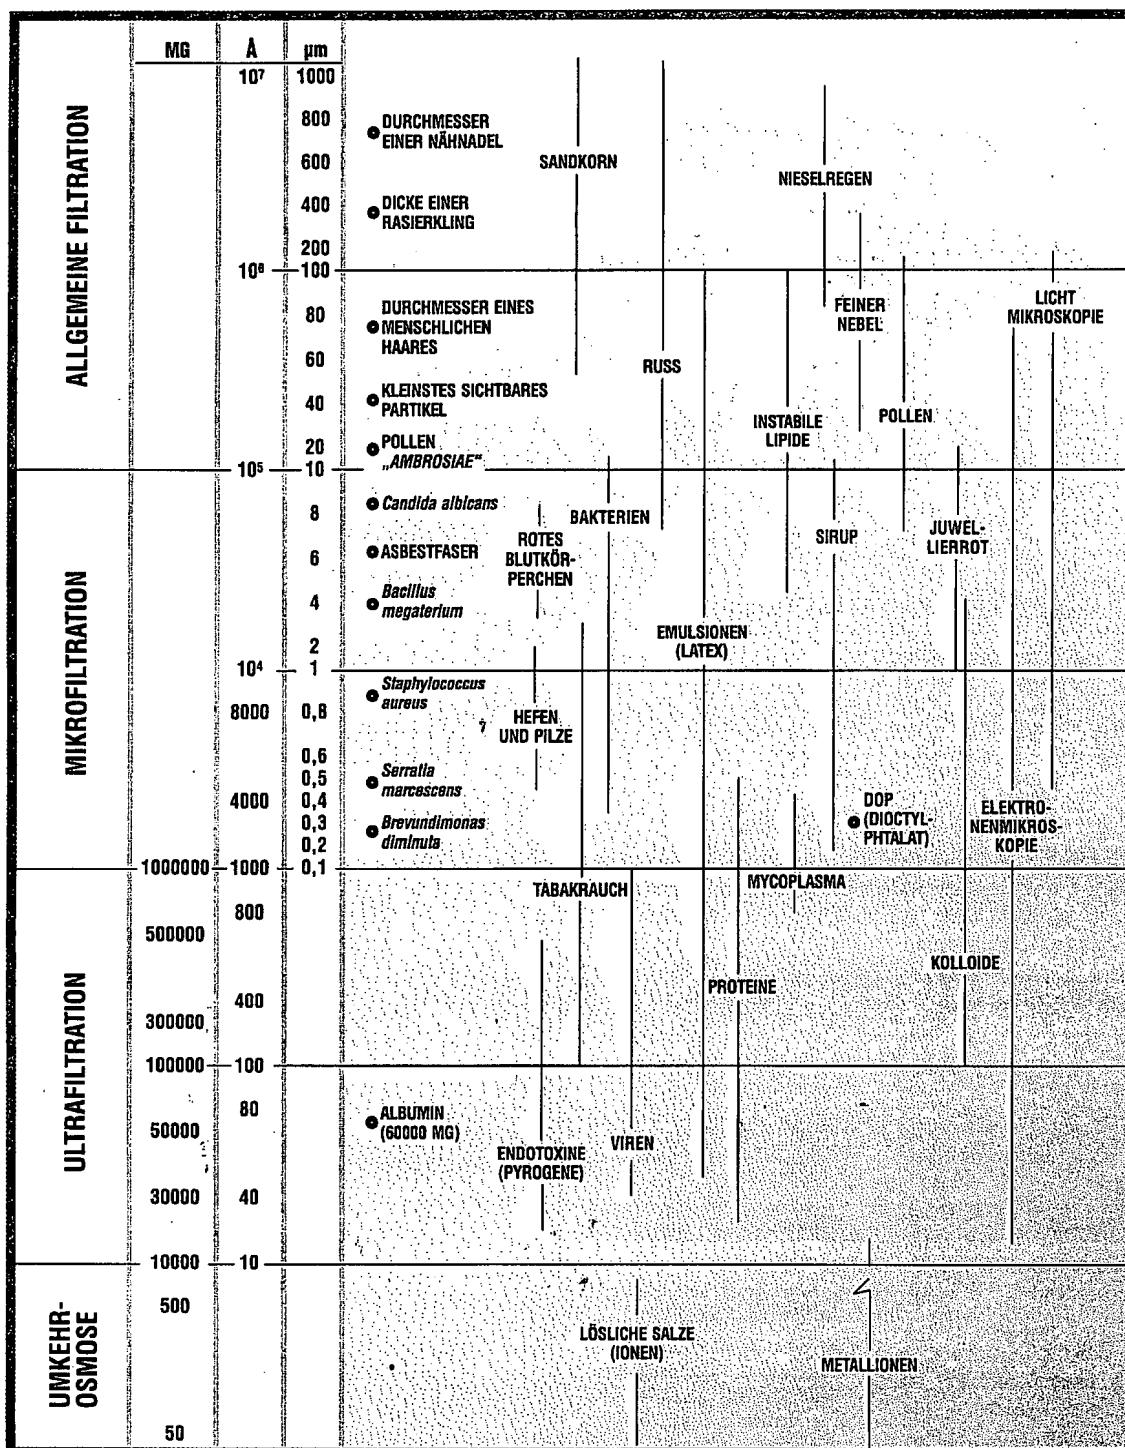 MG
Å
µm
ALLGEMEINE FILTRATION
MIKROFILTRATION
ULTRAFILTRATION
UMKEHR-
OSMOSE
1000000
500000
300000
100000
50000
30000
10000
500
50
10⁷
10⁶
10⁵
10⁴
8000
4000
1000
800
400
100
80
40
10
1000
800
600
400
200
100
80
60
40
20
10
8
6
4
2
1
0,8
0,6
0,5
0,4
0,3
0,2
0,1
DURCHMESSER
EINER NÄHNADEL
DICKE EINER
RASIERKLING
DURCHMESSER EINES
MENSCHLICHEN
HAARES
KLEINSTES SICHTBARES
PARTIKEL
POLLEN
„AMBROSIAE“
Candida albicans
ASBESTFASER
Bacillus
megaterium
Staphylococcus
aureus
Serratia
marcescens
Brevundimonas
diminuta
ALBUMIN
(60000 MG)
SANDKORN
NIESELREGEN
FEINER
NEBEL
LICHT
MIKROSKOPIE
RUSS
INSTABILE
LIPIDE
POLLEN
BAKTERIEN
ROTES
BLUTKÖR-
PERCHEN
SIRUP
JUWEL-
LIERROT
EMULSIONEN
(LATEX)
HEFEN
UND PILZE
DOP
(DIOCTYL-
PHTALAT)
ELEKTRO-
NENMIKROS-
KOPIE
TABAKRAUCH
MYCOPLASMA
PROTEINE
KOLLOIDE
ENDOTOXINE
(PYROGENE)
VIREN
LÖSLICHE SALZE
(IONEN)
METALLIONEN